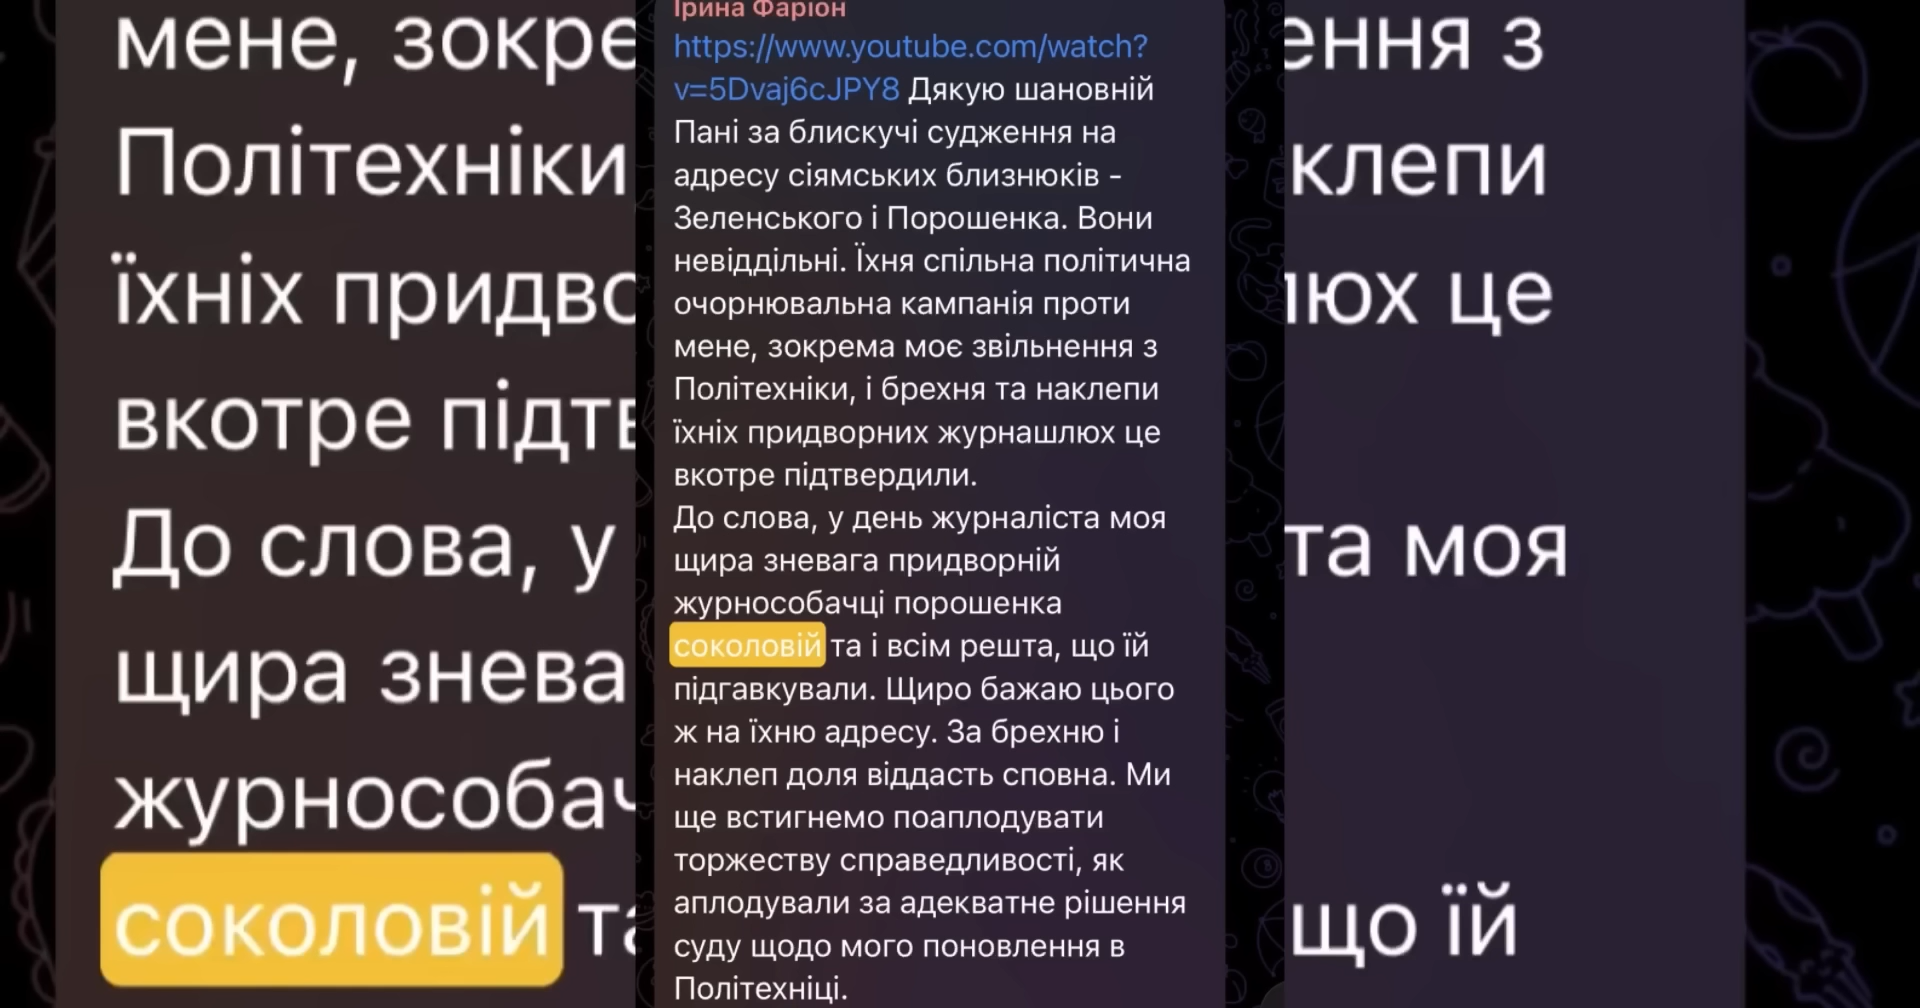 Ірина Фаріон
https://www.youtube.com/watch?
v=5Dvaj6cJPY8 Дякую шановній
Пані за блискучі судження на
адресу сіямських близнюків -
Зеленського і Порошенка. Вони
невіддільні. Їхня спільна політична
очорнювальна кампанія проти
мене, зокрема моє звільнення з
Політехніки, і брехня та наклепи
їхніх придворних журнашлюх це
вкотре підтвердили.
До слова, у день журналіста моя
щира зневага придворній
журнособачці порошенка
соколовій та і всім решта, що їй
підгавкували. Щиро бажаю цього
ж на їхню адресу. За брехню і
наклеп доля віддасть сповна. Ми
ще встигнемо поаплодувати
торжеству справедливості, як
аплодували за адекватне рішення
суду щодо мого поновлення в
Політехніці.
мене, зокре
Політехніки
їхніх придво
вкотре підтв
До слова, у
щира знева
журнособач
соколовій та
ення з
клепи
люх це
та моя
що їй